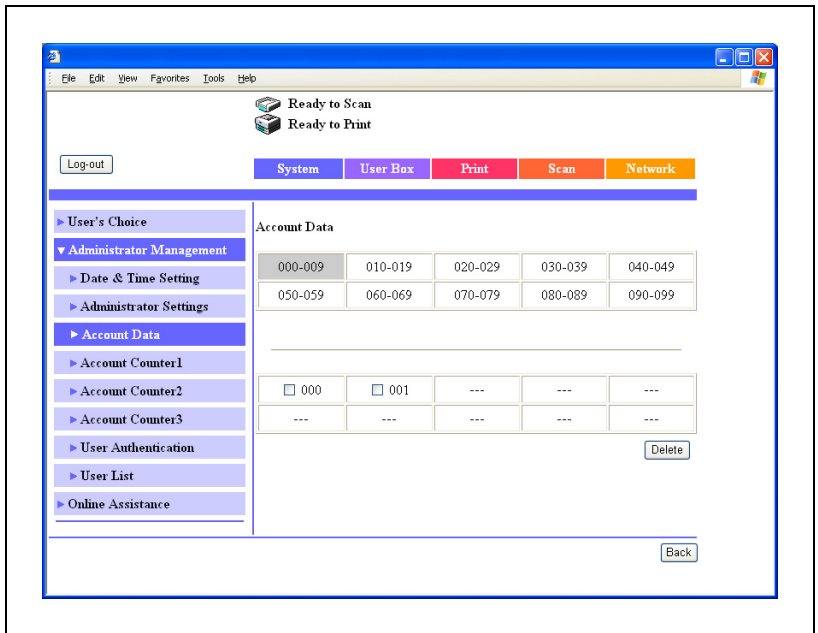 File Edit View Favorites Tools Help
Ready to Scan
Ready to Print
Log-out
System User Box Print Scan Network
User's Choice
Administrator Management
Date & Time Setting
Administrator Settings
Account Data
Account Counter1
Account Counter2
Account Counter3
User Authentication
User List
Online Assistance
Account Data
000-009 010-019 020-029 030-039 040-049
050-059 060-069 070-079 080-089 090-099
000 001 --- --- ---
--- --- --- --- ---
Delete
Back